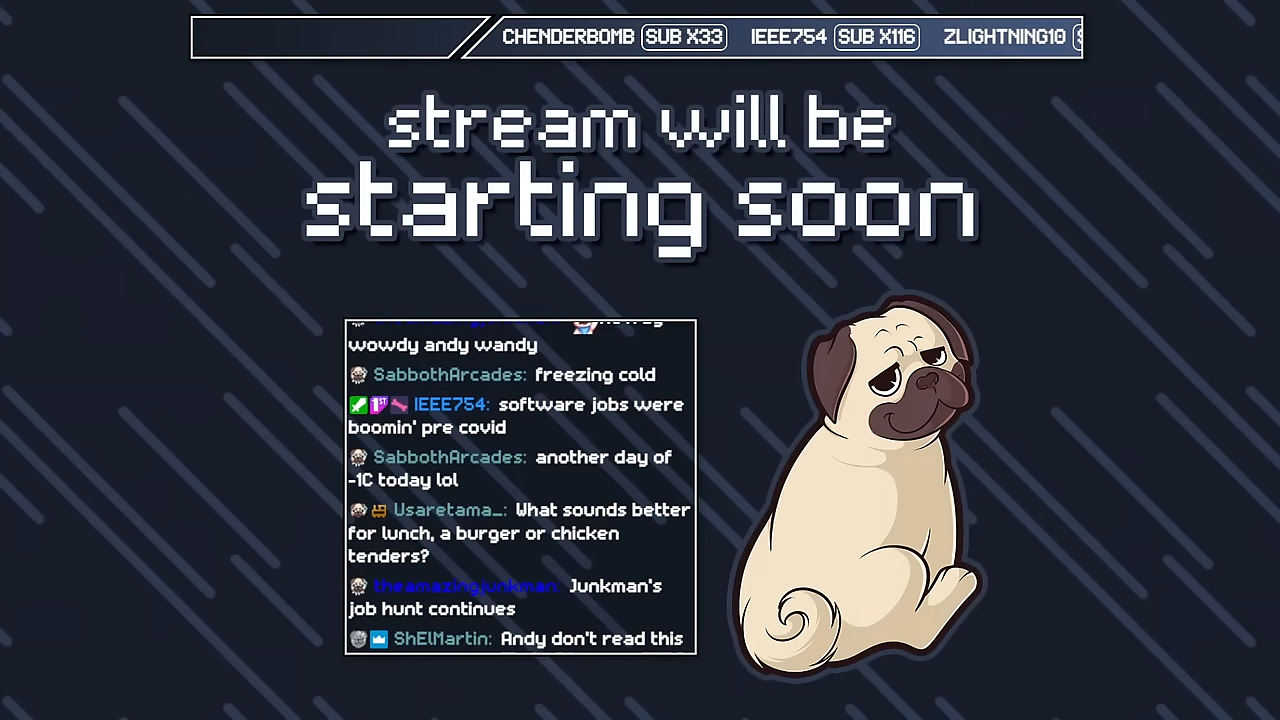 CHENDERBOMB SUB X33 IEEE754 SUB X116 ZLIGHTNING10
stream will be
starting soon
wowdy andy wandy
SabbothArcades: freezing cold
IEEE754: software jobs were
boomin' pre covid
SabbothArcades: another day of
-1C today lol
Usaretama_: What sounds better
for lunch, a burger or chicken
tenders?
theamazingjunkman: Junkman's
job hunt continues
ShElMartin: Andy don't read this